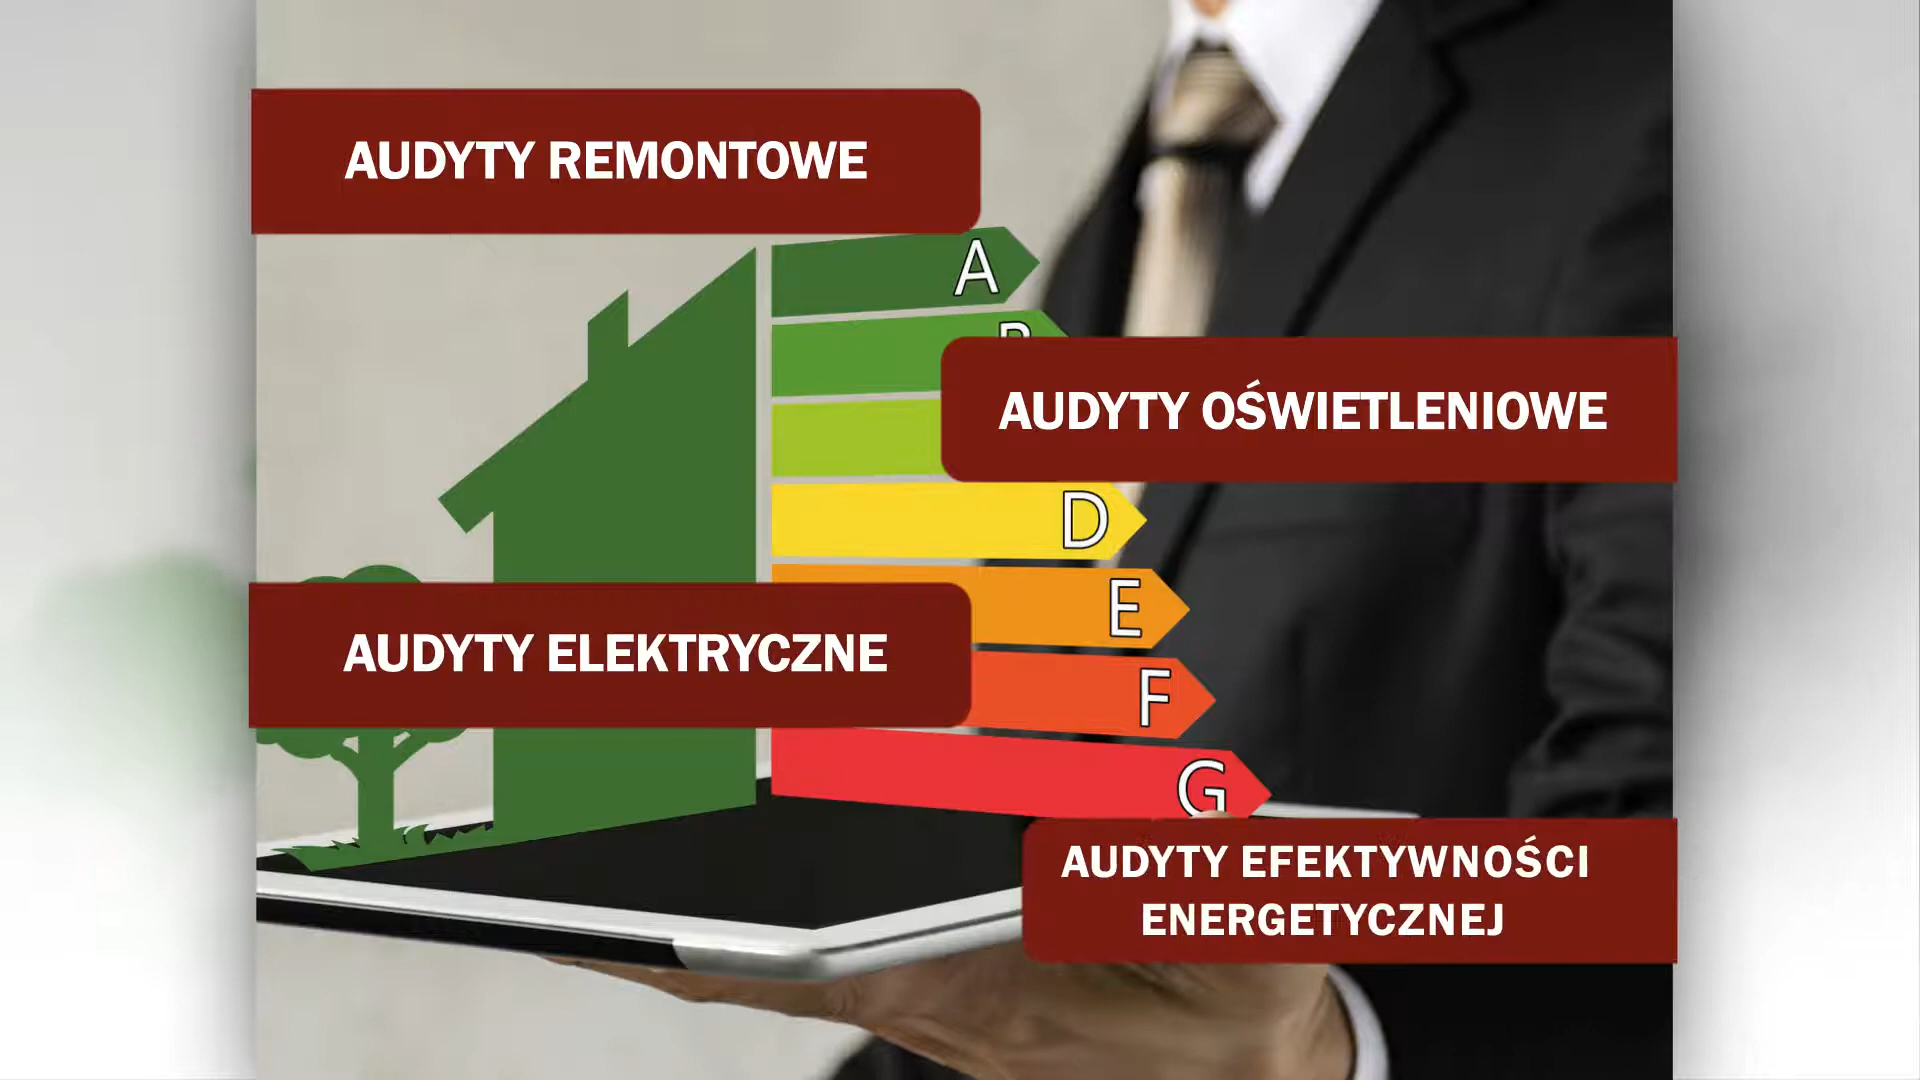 AUDYTY REMONTOWE
A
B
AUDYTY OŚWIETLENIOWE
D
E
AUDYTY ELEKTRYCZNE
F
G
AUDYTY EFEKTYWNOŚCI
ENERGETYCZNEJ